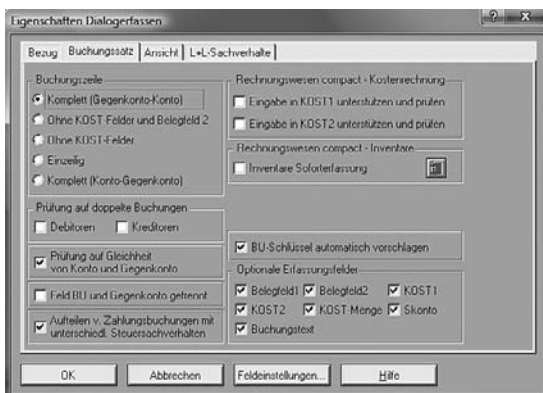 Eigenschaften Dialogerfassen
Bezug Buchungssatz Ansicht L+L-Sachverhalte
Buchungszeile
Komplett (Gegenkonto-Konto)
Ohne KOST-Felder und Belegfeld 2
Ohne KOST-Felder
Einzeilig
Komplett (Konto-Gegenkonto)
Prüfung auf doppelte Buchungen
Debitoren Kreditoren
Prüfung auf Gleichheit
von Konto und Gegenkonto
Feld BU und Gegenkonto getrennt
Aufteilen v. Zahlungsbuchungen mit
unterschiedl. Steuersachverhalten
Rechnungswesen compact - Kostenrechnung
Eingabe in KOST1 unterstützen und prüfen
Eingabe in KOST2 unterstützen und prüfen
Rechnungswesen compact - Inventare
Inventare Soforterfassung
BU-Schlüssel automatisch vorschlagen
Optionale Erfassungsfelder
Belegfeld1 Belegfeld2 KOST1
KOST2 KOST-Menge Skonto
Buchungstext
OK Abbrechen Feldeinstellungen... Hilfe